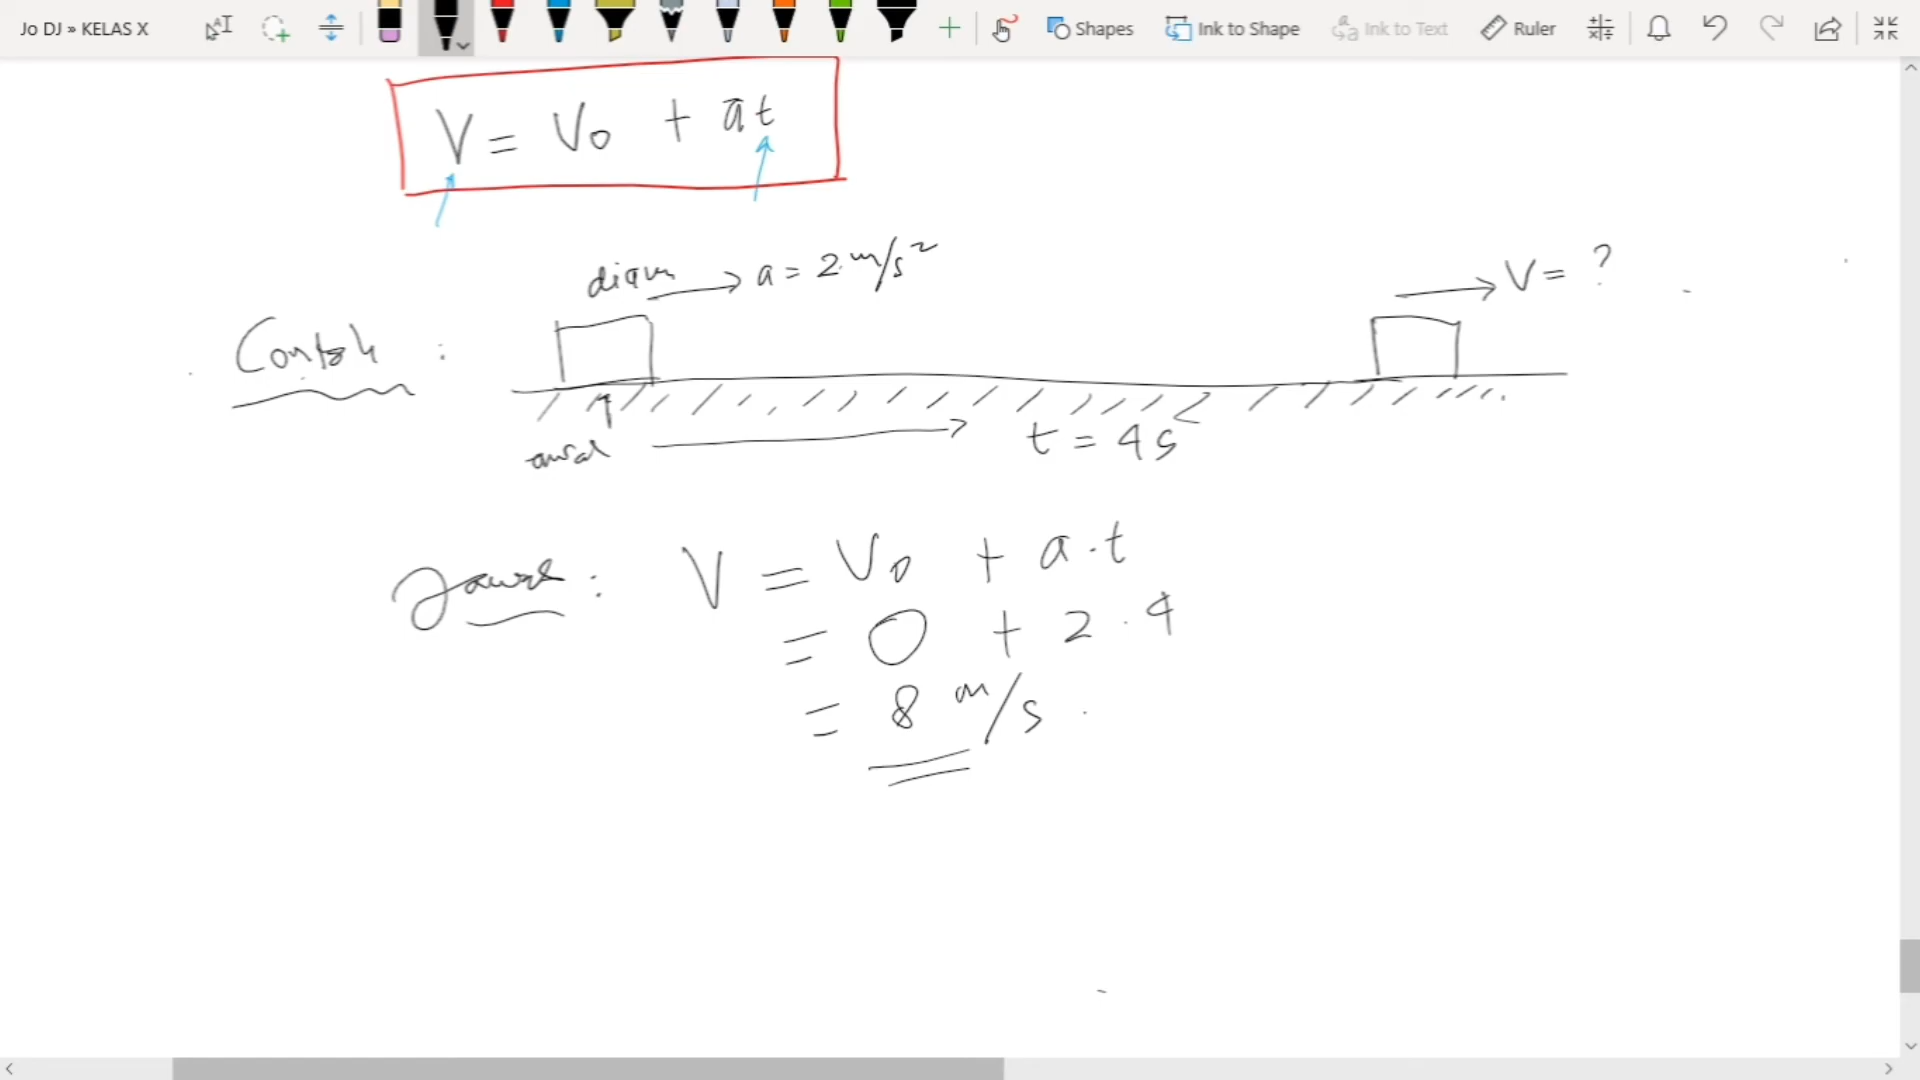 Jo DJ » KELAS X
Shapes
Ink to Shape
Ink to Text
Ruler
V = Vo + at
diam → a = 2 m/s²
→ V = ?
Contoh :
awal
t = 4 s
Jawab : V = Vo + a . t
= 0 + 2 . 4
= 8 m/s .